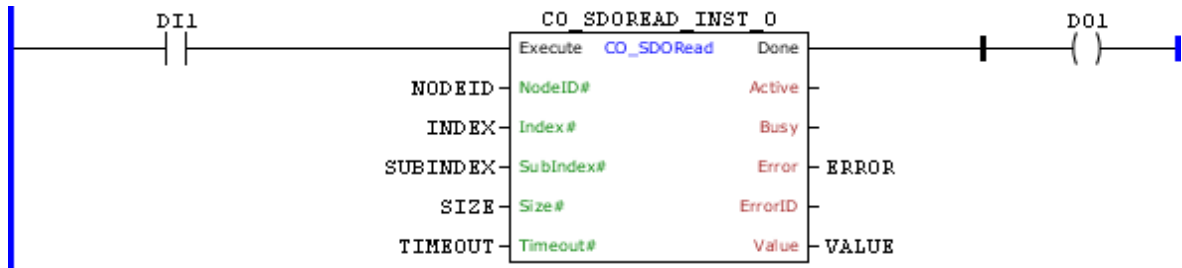 DI1 CO_SDOREAD_INST_0 DO1
Execute CO_SDORead Done
NODEID NodeID# Active
INDEX Index# Busy
SUBINDEX SubIndex# Error ERROR
SIZE Size# ErrorID
TIMEOUT Timeout# Value VALUE